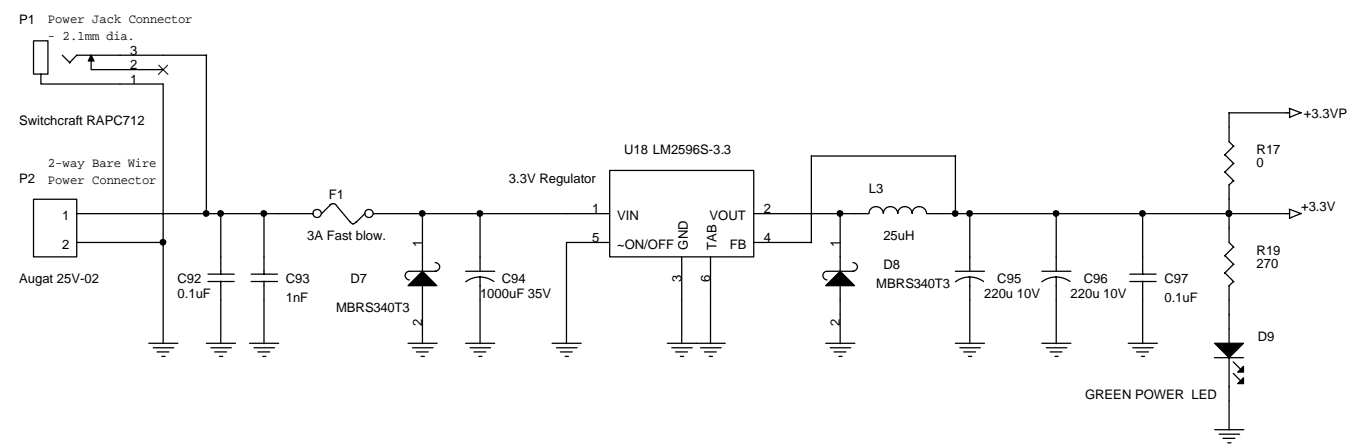 P1 Power Jack Connector
- 2.1mm dia.
3
2
1
Switchcraft RAPC712
2-way Bare Wire
P2 Power Connector
1
2
Augat 25V-02
C92
0.1uF
C93
1nF
F1
3A Fast blow.
D7
1
2
MBRS340T3
C94
1000uF 35V
U18 LM2596S-3.3
3.3V Regulator
1 VIN
5 ~ON/OFF
GND 3
TAB 6
VOUT 2
FB 4
L3
25uH
1
2
D8
MBRS340T3
C95
220u 10V
C96
220u 10V
C97
0.1uF
+3.3VP
R17
0
+3.3V
R19
270
D9
GREEN POWER LED